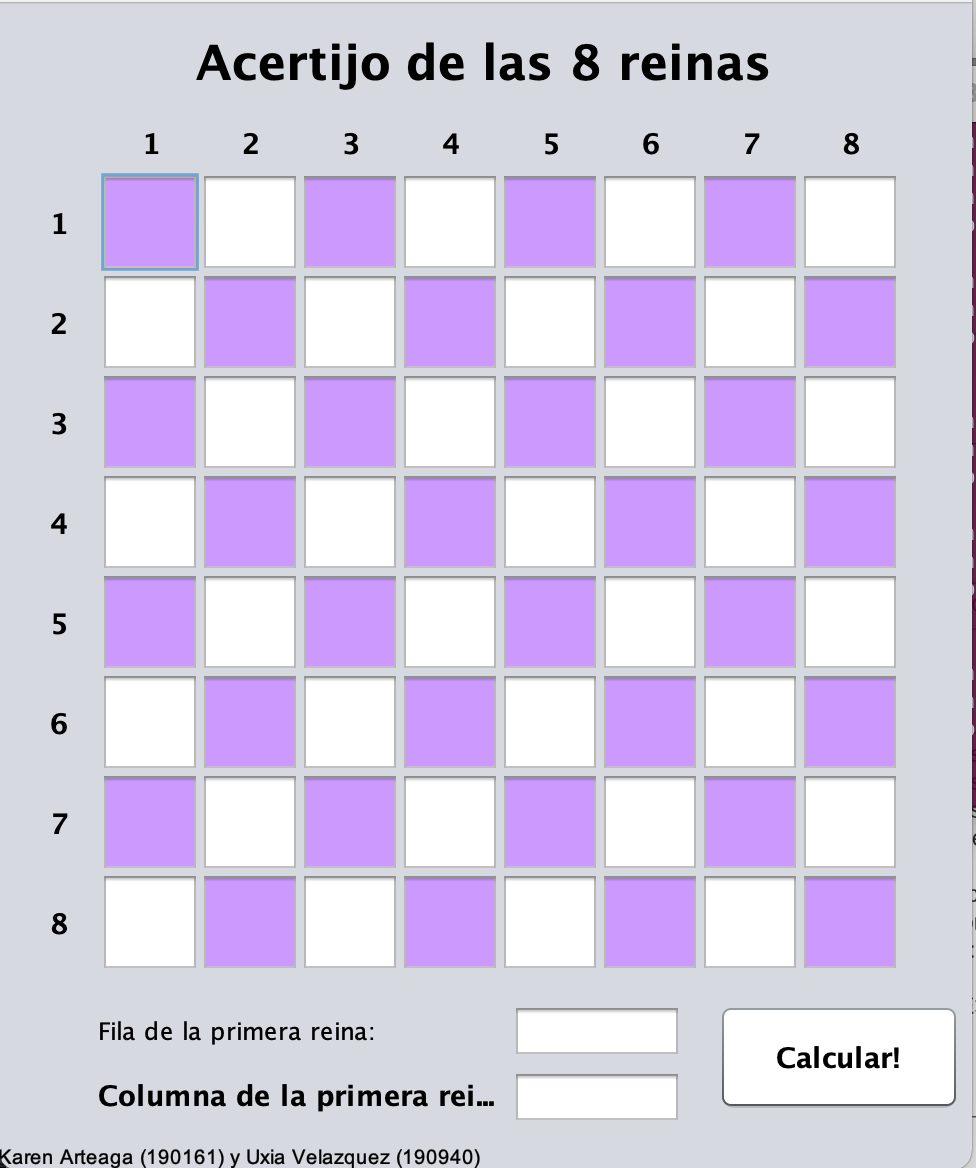 Acertijo de las 8 reinas
1 2 3 4 5 6 7 8
1
2
3
4
5
6
7
8
Fila de la primera reina:
Calcular!
Columna de la primera rei...
Karen Arteaga (190161) y Uxia Velazquez (190940)